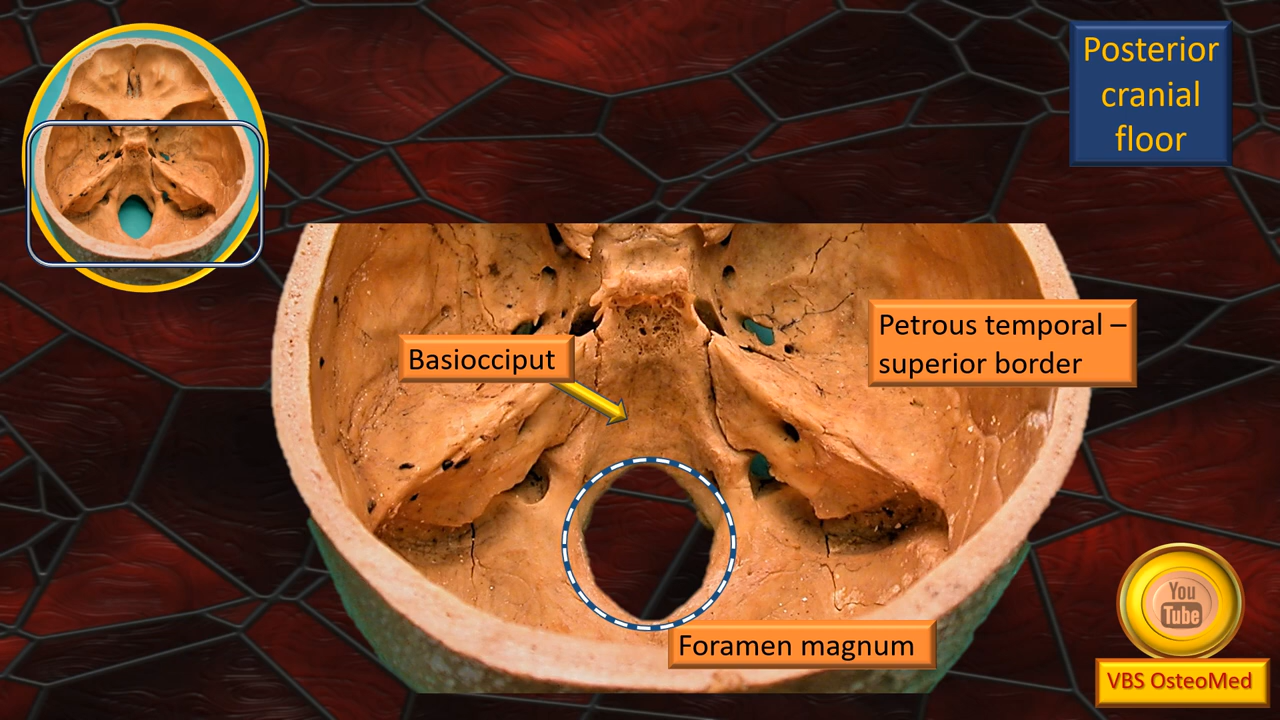 Posterior
cranial
floor
Petrous temporal –
superior border
Basiocciput
Foramen magnum
You
Tube
VBS OsteoMed